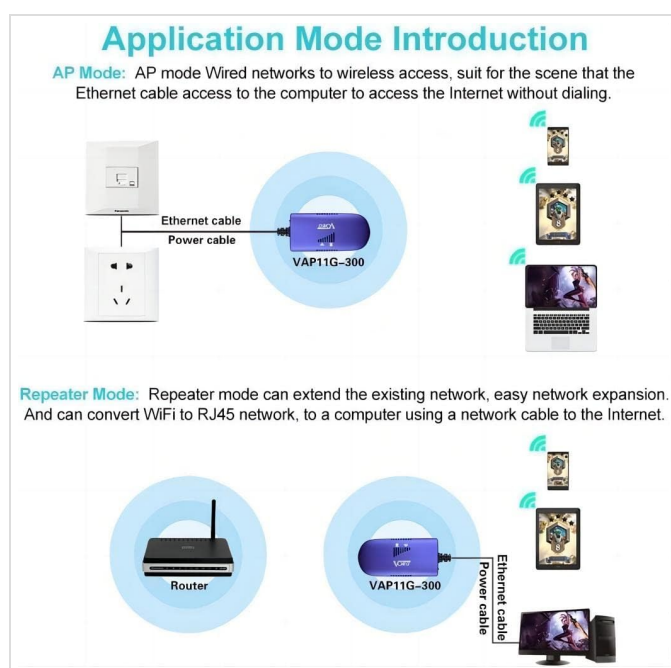 Application Mode Introduction
AP Mode: AP mode Wired networks to wireless access, suit for the scene that the
Ethernet cable access to the computer to access the Internet without dialing.
Ethernet cable
Power cable
VAP11G-300
Repeater Mode: Repeater mode can extend the existing network, easy network expansion.
And can convert WiFi to RJ45 network, to a computer using a network cable to the Internet.
Router
VAP11G-300
Ethernet cable
Power cable